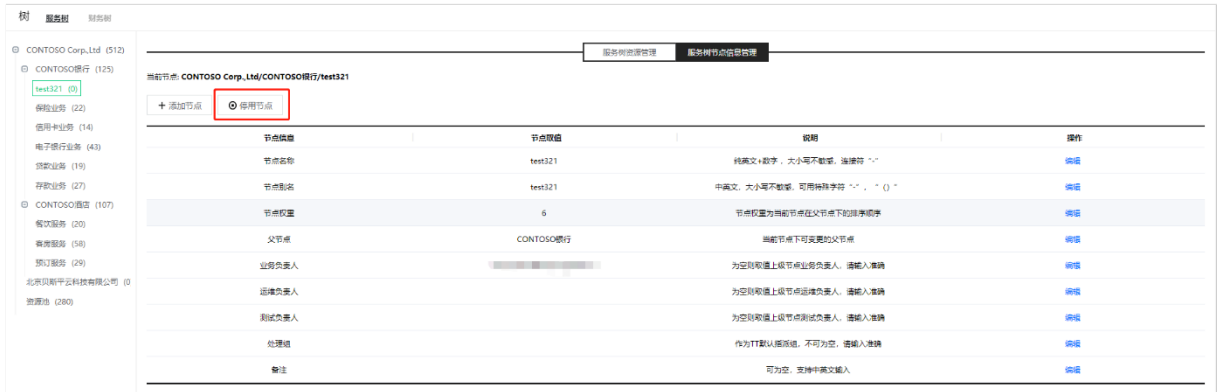 树 服务树 财务树
CONTOSO Corp.,Ltd (512)
CONTOSO银行 (125)
test321 (0)
保险业务 (22)
信用卡业务 (14)
电子银行业务 (43)
贷款业务 (19)
存款业务 (27)
CONTOSO酒店 (107)
餐饮服务 (20)
客房服务 (58)
预订服务 (29)
北京贝斯平云科技有限公司 (0
资源池 (280)
服务树资源管理 服务树节点信息管理
当前节点: CONTOSO Corp.,Ltd/CONTOSO银行/test321
+ 添加节点 停用节点
节点信息 节点取值 说明 操作
节点名称 test321 纯英文+数字，大小写不敏感，连接符 "-" 编辑
节点别名 test321 中英文，大小写不敏感，可用特殊字符 "-"， " () " 编辑
节点权重 6 节点权重为当前节点在父节点下的排序顺序 编辑
父节点 CONTOSO银行 当前节点下可变更的父节点 编辑
业务负责人 为空则取值上级节点业务负责人，请输入准确 编辑
运维负责人 为空则取值上级节点运维负责人，请输入准确 编辑
测试负责人 为空则取值上级节点测试负责人，请输入准确 编辑
处理组 作为TT默认指派组，不可为空，请输入准确 编辑
备注 可为空，支持中英文输入 编辑